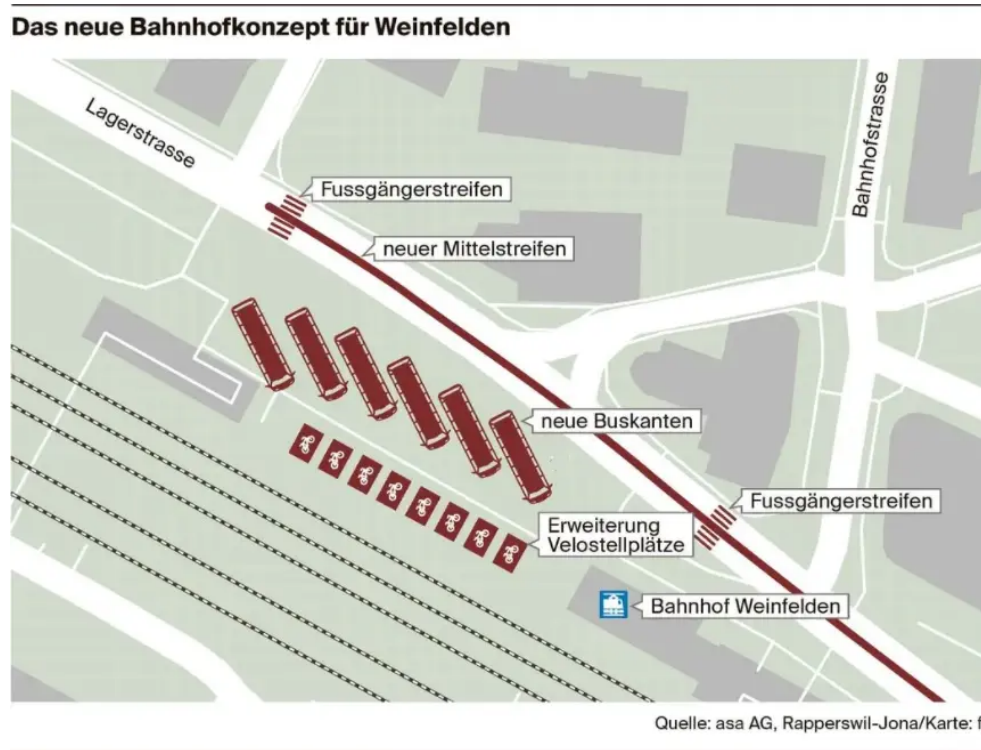 Das neue Bahnhofkonzept für Weinfelden
Lagerstrasse
Bahnhofstrasse
Fussgängerstreifen
neuer Mittelstreifen
neue Buskanten
Fussgängerstreifen
Erweiterung
Velostellplätze
Bahnhof Weinfelden
Quelle: asa AG, Rapperswil-Jona/Karte: